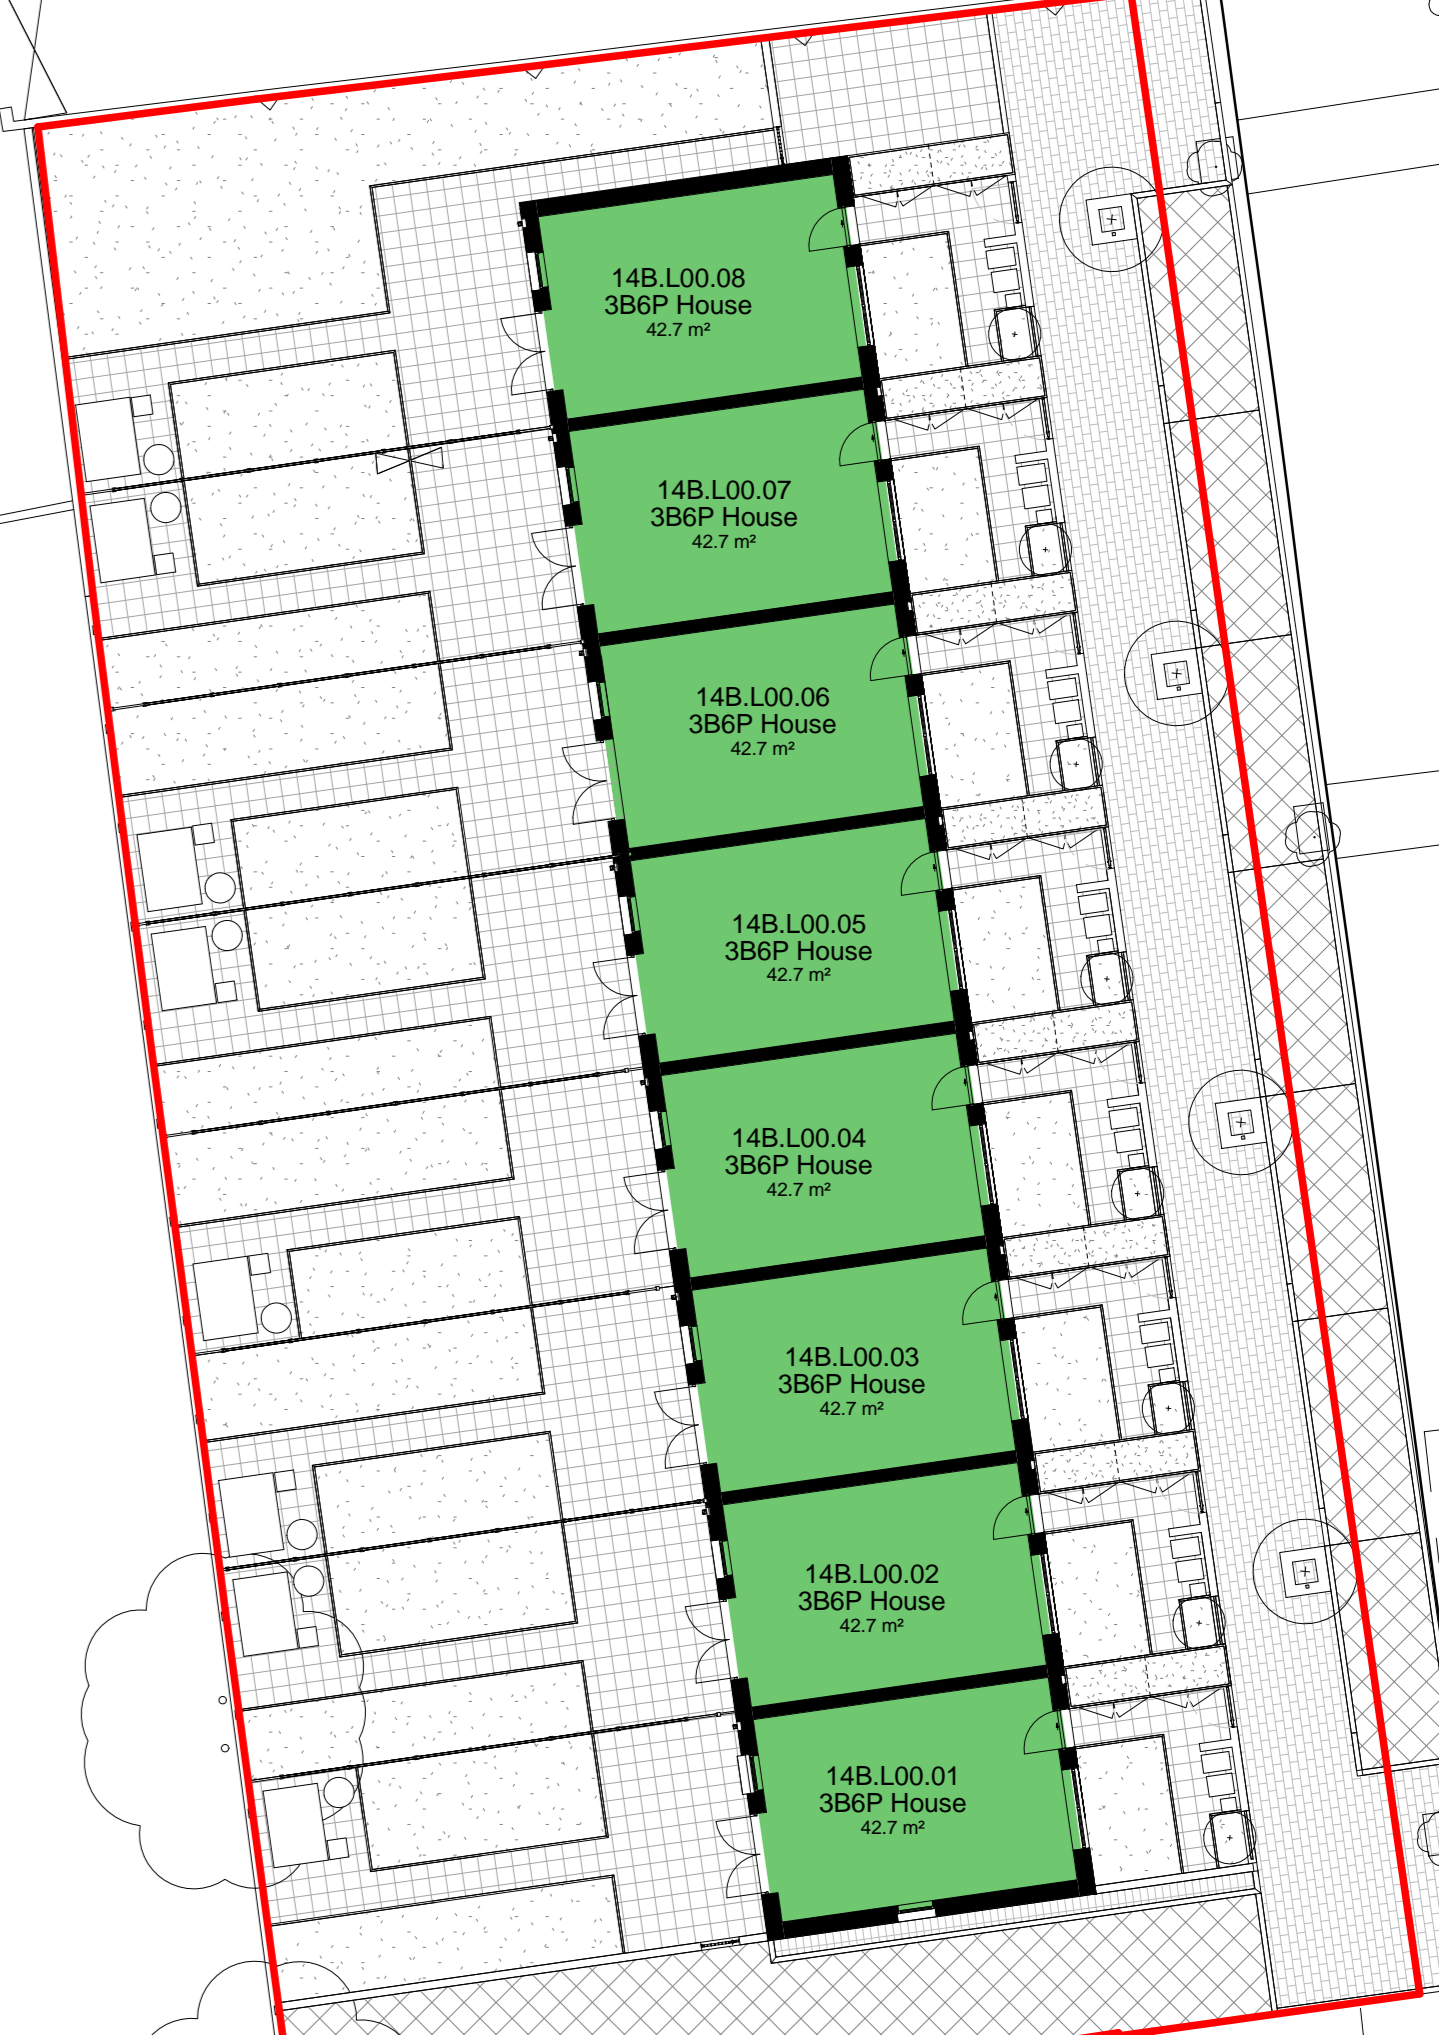 14B.L00.08
3B6P House
42.7 m²
14B.L00.07
3B6P House
42.7 m²
14B.L00.06
3B6P House
42.7 m²
14B.L00.05
3B6P House
42.7 m²
14B.L00.04
3B6P House
42.7 m²
14B.L00.03
3B6P House
42.7 m²
14B.L00.02
3B6P House
42.7 m²
14B.L00.01
3B6P House
42.7 m²